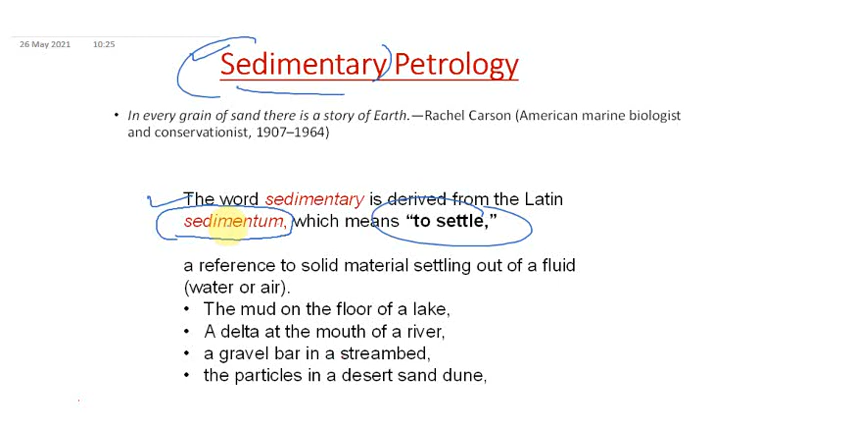 26 May 2021 10:25
Sedimentary Petrology
• In every grain of sand there is a story of Earth.—Rachel Carson (American marine biologist
and conservationist, 1907–1964)
The word sedimentary is derived from the Latin
sedimentum, which means “to settle,”
a reference to solid material settling out of a fluid
(water or air).
• The mud on the floor of a lake,
• A delta at the mouth of a river,
• a gravel bar in a streambed,
• the particles in a desert sand dune,